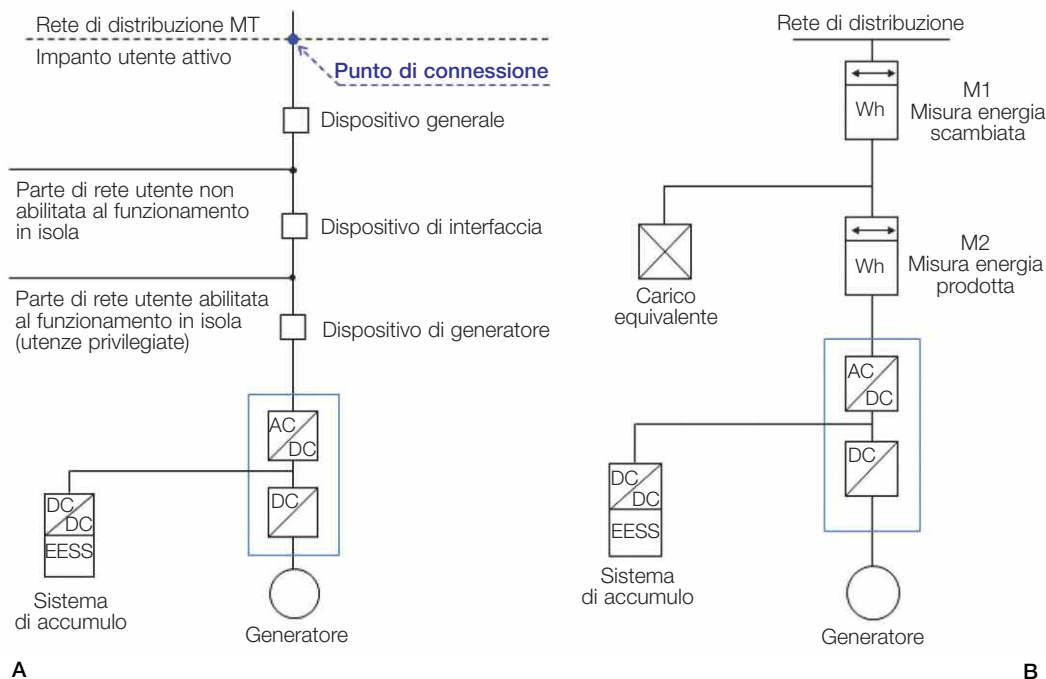 Rete di distribuzione MT
Impanto utente attivo
Punto di connessione
Dispositivo generale
Parte di rete utente non
abilitata al funzionamento
in isola
Dispositivo di interfaccia
Parte di rete utente abilitata
al funzionamento in isola
(utenze privilegiate)
Dispositivo di generatore
AC
DC
DC
DC
DC
EESS
Sistema
di accumulo
Generatore
A
Rete di distribuzione
Wh
M1
Misura energia
scambiata
Wh
M2
Misura energia
prodotta
Carico
equivalente
AC
DC
DC
DC
DC
EESS
Sistema
di accumulo
Generatore
B